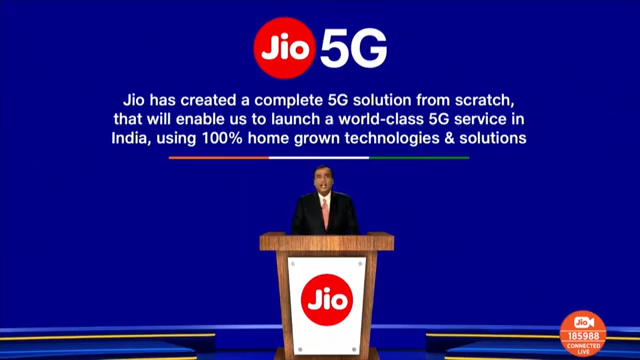 Jio 5G
Jio has created a complete 5G solution from scratch,
that will enable us to launch a world-class 5G service in
India, using 100% home grown technologies & solutions
Jio
Jio
185988
CONNECTED
LIVE